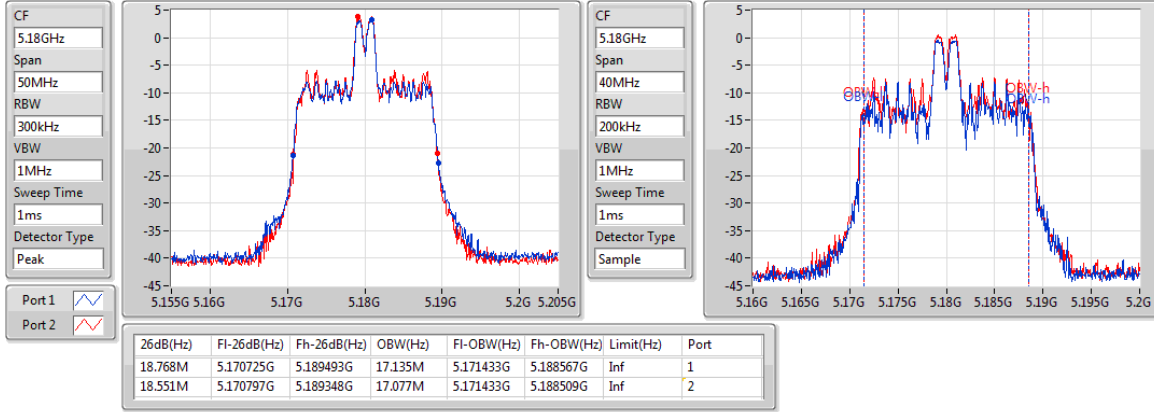 CF
5.18GHz
Span
50MHz
RBW
300kHz
VBW
1MHz
Sweep Time
1ms
Detector Type
Peak
Port 1
Port 2
5
0
-5
-10
-15
-20
-25
-30
-35
-40
-45
5.155G 5.16G 5.17G 5.18G 5.19G 5.2G 5.205G
CF
5.18GHz
Span
40MHz
RBW
200kHz
VBW
1MHz
Sweep Time
1ms
Detector Type
Sample
5
0
-5
-10
-15
-20
-25
-30
-35
-40
-45
OBW-h
5.16G 5.165G 5.17G 5.175G 5.18G 5.185G 5.19G 5.195G 5.2G
26dB(Hz) Fl-26dB(Hz) Fh-26dB(Hz) OBW(Hz) Fl-OBW(Hz) Fh-OBW(Hz) Limit(Hz) Port
18.768M 5.170725G 5.189493G 17.135M 5.171433G 5.188567G Inf 1
18.551M 5.170797G 5.189348G 17.077M 5.171433G 5.188509G Inf 2